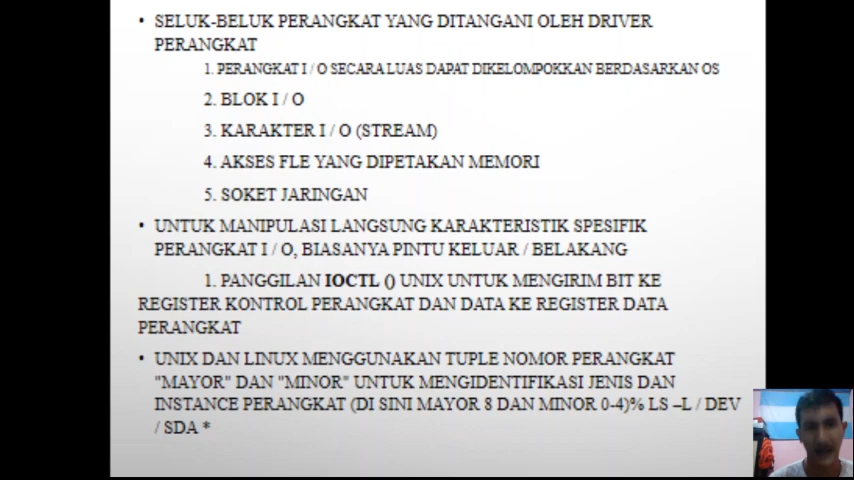 • SELUK-BELUK PERANGKAT YANG DITANGANI OLEH DRIVER
PERANGKAT
1. PERANGKAT I / O SECARA LUAS DAPAT DIKELOMPOKKAN BERDASARKAN OS
2. BLOK I / O
3. KARAKTER I / O (STREAM)
4. AKSES FLE YANG DIPETAKAN MEMORI
5. SOKET JARINGAN
• UNTUK MANIPULASI LANGSUNG KARAKTERISTIK SPESIFIK
PERANGKAT I / O, BIASANYA PINTU KELUAR / BELAKANG
1. PANGGILAN IOCTL () UNIX UNTUK MENGIRIM BIT KE
REGISTER KONTROL PERANGKAT DAN DATA KE REGISTER DATA
PERANGKAT
• UNIX DAN LINUX MENGGUNAKAN TUPLE NOMOR PERANGKAT
"MAYOR" DAN "MINOR" UNTUK MENGIDENTIFIKASI JENIS DAN
INSTANCE PERANGKAT (DI SINI MAYOR 8 DAN MINOR 0-4)% LS –L / DEV
/ SDA *